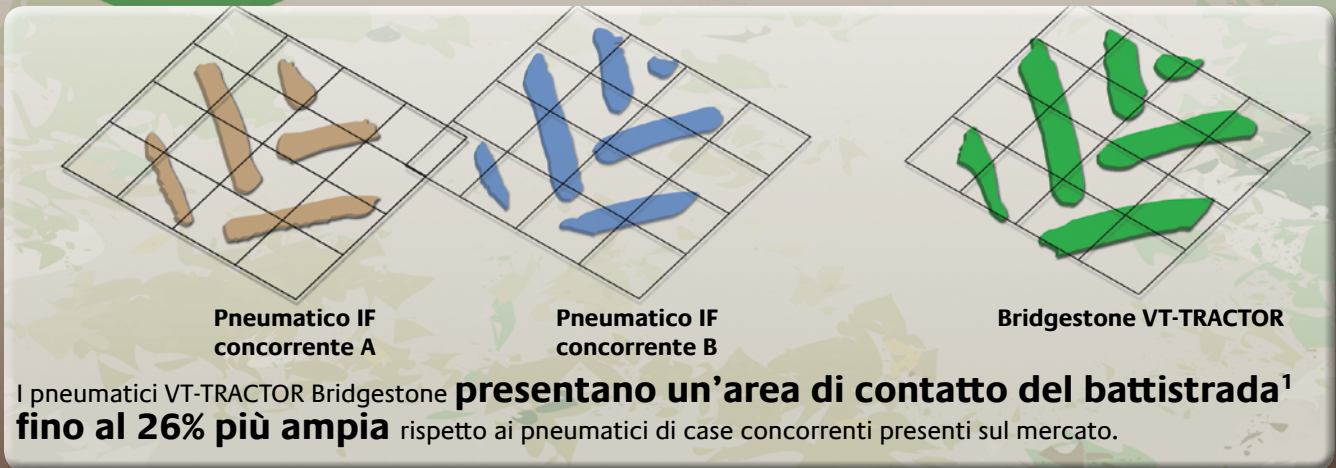 Pneumatico IF
concorrente A
Pneumatico IF
concorrente B
Bridgestone VT-TRACTOR
I pneumatici VT-TRACTOR Bridgestone presentano un’area di contatto del battistrada¹
fino al 26% più ampia rispetto ai pneumatici di case concorrenti presenti sul mercato.